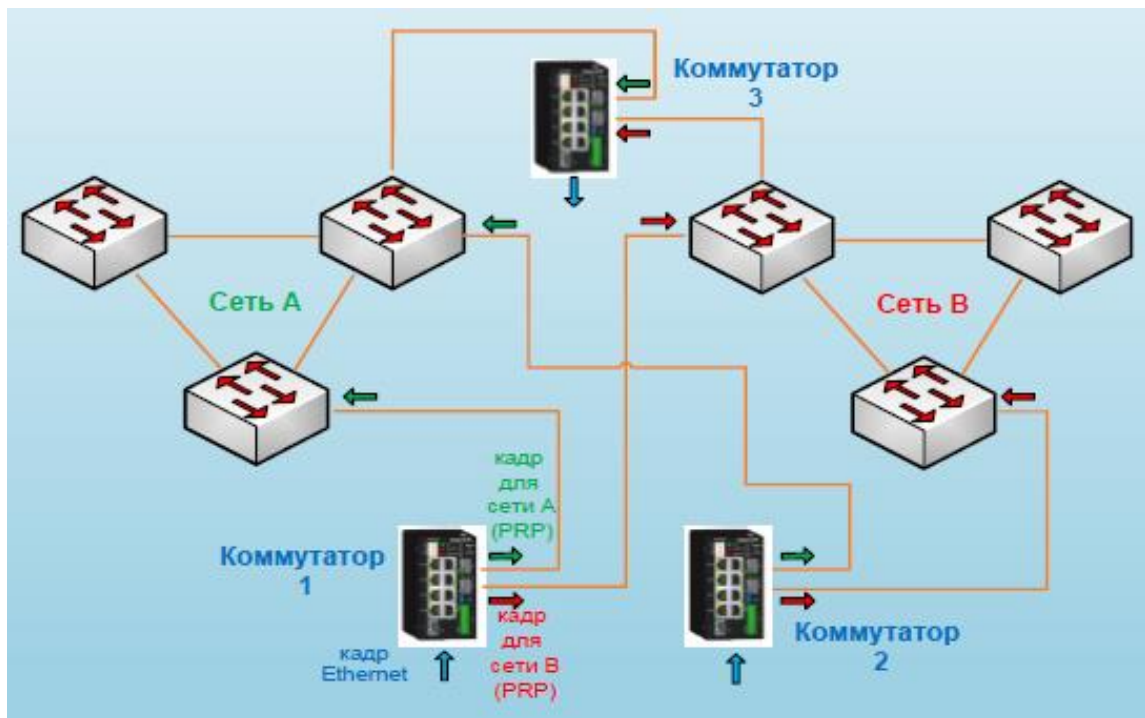 Коммутатор
3
Сеть А
Сеть В
кадр
для
сети А
(PRP)
Коммутатор
1
кадр
для
сети В
(PRP)
кадр
Ethernet
Коммутатор
2